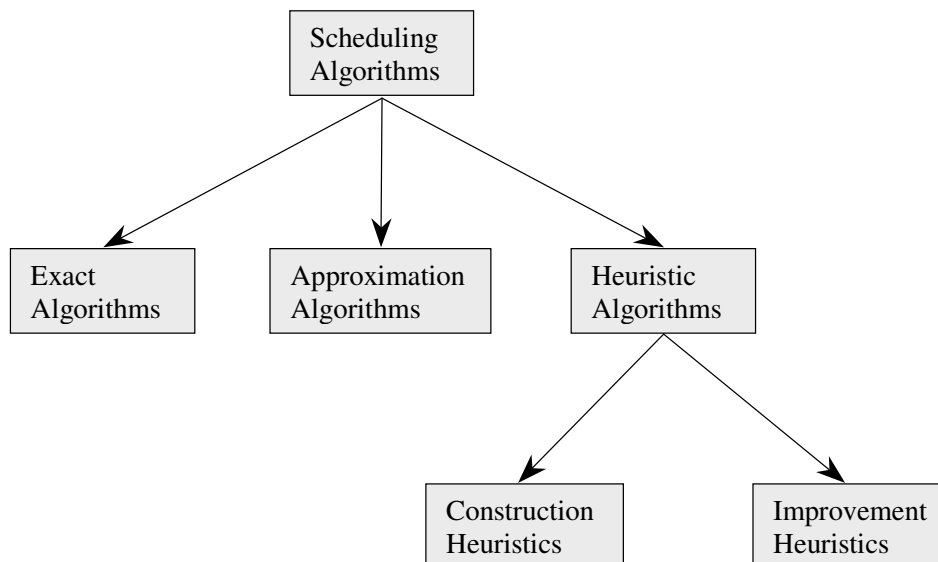 Scheduling
Algorithms
Exact
Algorithms
Approximation
Algorithms
Heuristic
Algorithms
Construction
Heuristics
Improvement
Heuristics